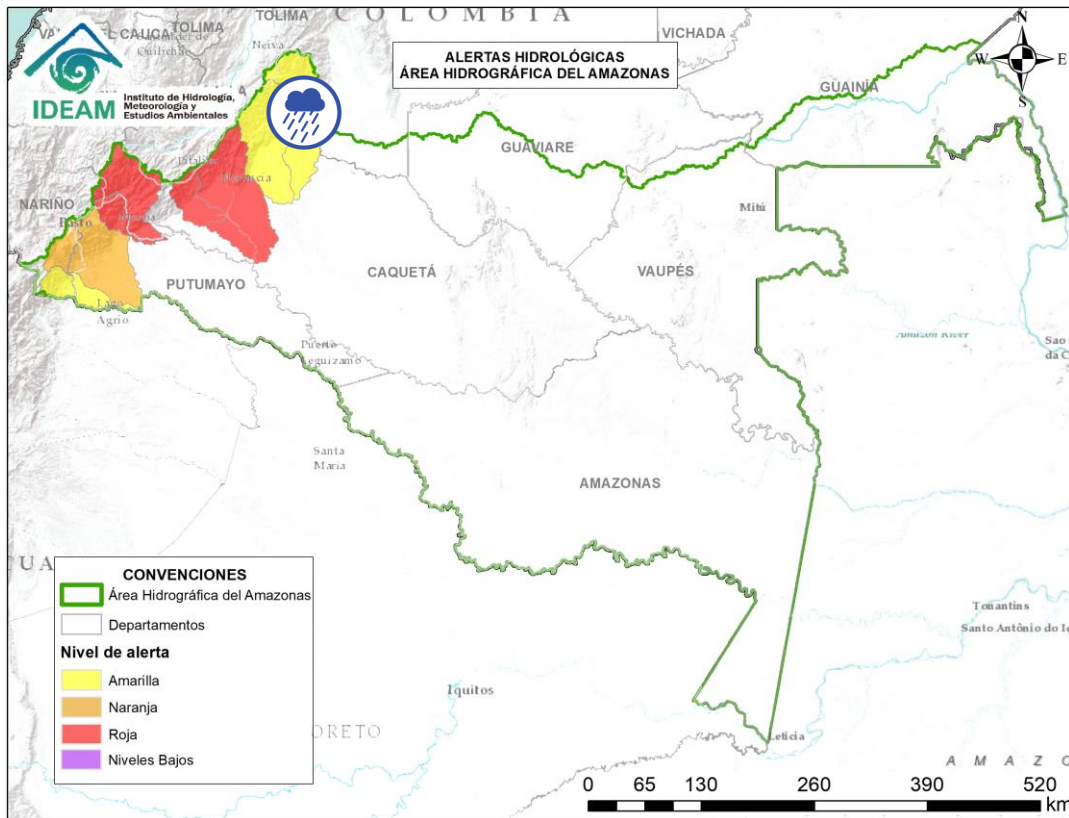 COLOMBIA
TOLIMA
L CAUCA
TOLIMA
Quilichao
Neiva
VICHADA
ALERTAS HIDROLÓGICAS
ÁREA HIDROGRÁFICA DEL AMAZONAS
N
W
E
S
IDEAM
Instituto de Hidrología,
Meteorología y
Estudios Ambientales
GUAINÍA
GUAVIARE
NARIÑO
Pasto
Mitú
CAQUETÁ
VAUPÉS
PUTUMAYO
Lago
Agrio
Amazon River
Puerto
Santa
Maria
AMAZONAS
CONVENCIONES
Área Hidrográfica del Amazonas
Departamentos
Nivel de alerta
Amarilla
Naranja
Roja
Niveles Bajos
Tonantins
Iquitos
Leticia
0 65 130 260 390 520
km